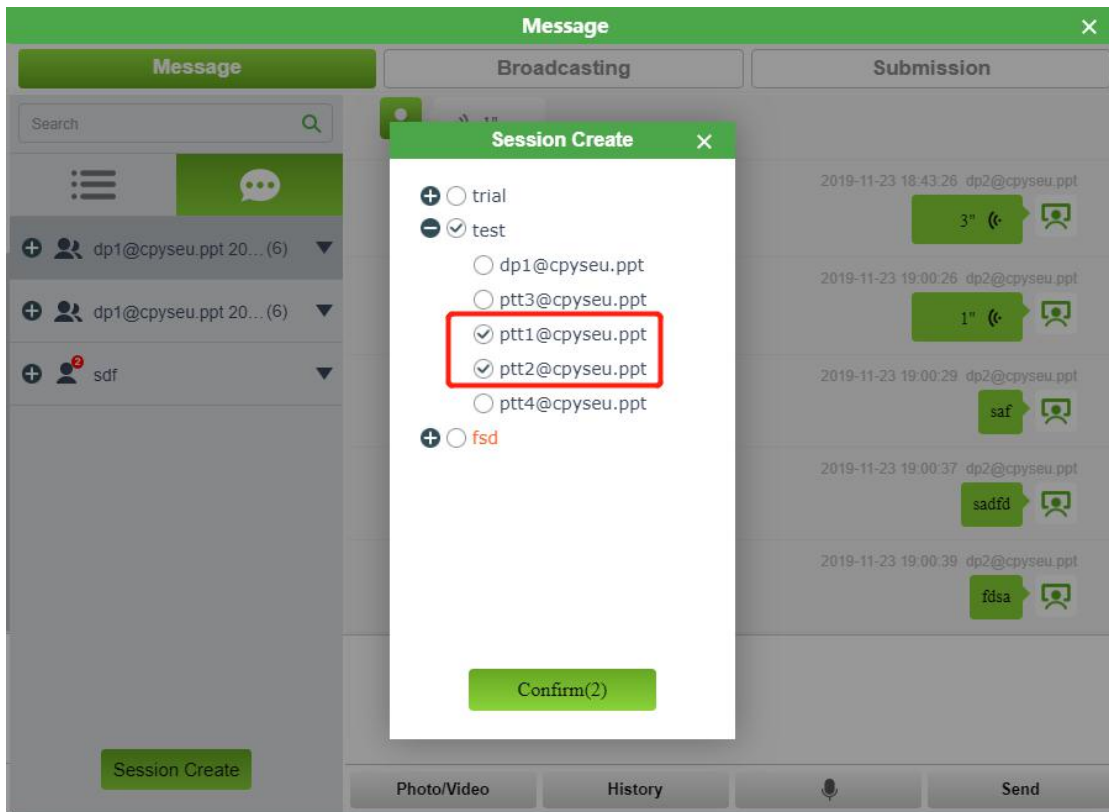 Message
Message
Broadcasting
Submission
Search
dp1@cpyseu.ppt 20... (6)
dp1@cpyseu.ppt 20... (6)
2
sdf
Session Create
Session Create
trial
test
dp1@cpyseu.ppt
ptt3@cpyseu.ppt
ptt1@cpyseu.ppt
ptt2@cpyseu.ppt
ptt4@cpyseu.ppt
fsd
Confirm(2)
1"
2019-11-23 18:43:26 dp2@cpyseu.ppt
3"
2019-11-23 19:00:26 dp2@cpyseu.ppt
1"
2019-11-23 19:00:29 dp2@cpyseu.ppt
saf
2019-11-23 19:00:37 dp2@cpyseu.ppt
sadfd
2019-11-23 19:00:39 dp2@cpyseu.ppt
fdsa
Photo/Video
History
Send